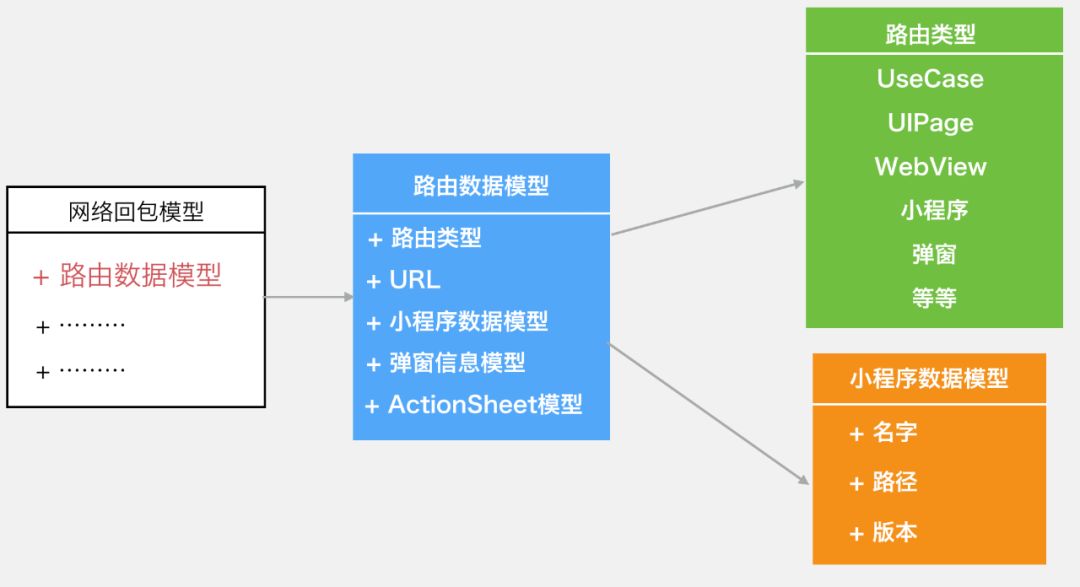 网络回包模型
+ 路由数据模型
+ ………
+ ………
路由数据模型
+ 路由类型
+ URL
+ 小程序数据模型
+ 弹窗信息模型
+ ActionSheet模型
路由类型
UseCase
UIPage
WebView
小程序
弹窗
等等
小程序数据模型
+ 名字
+ 路径
+ 版本